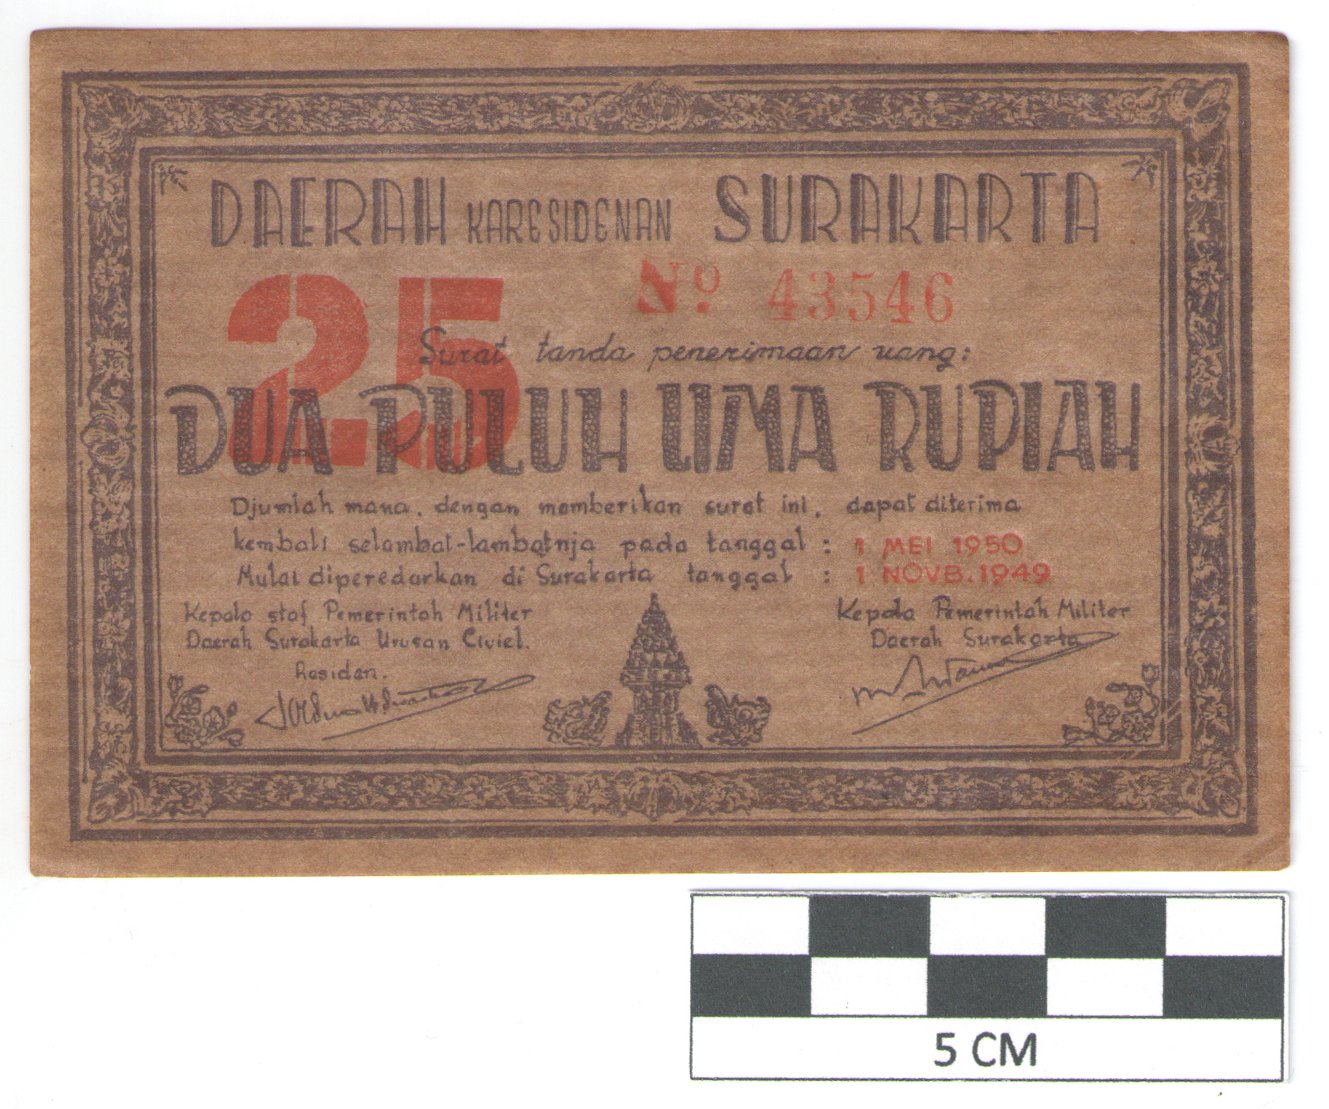 DAERAH KARESIDENAN SURAKARTA
25
No 43546
Surat tanda penerimaan uang:
DUA PULUH LIMA RUPIAH
Djumlah mana, dengan memberikan surat ini, dapat diterima
kembali selambat-lambatnja pada tanggal : 1 MEI 1950
Mulai diperedarkan di Surakarta tanggal : 1 NOVB. 1949
Kepala staf Pemerintah Militer
Daerah Surakarta Urusan Civiel.
Residen.
Kepala Pemerintah Militer
Daerah Surakarta
5 CM